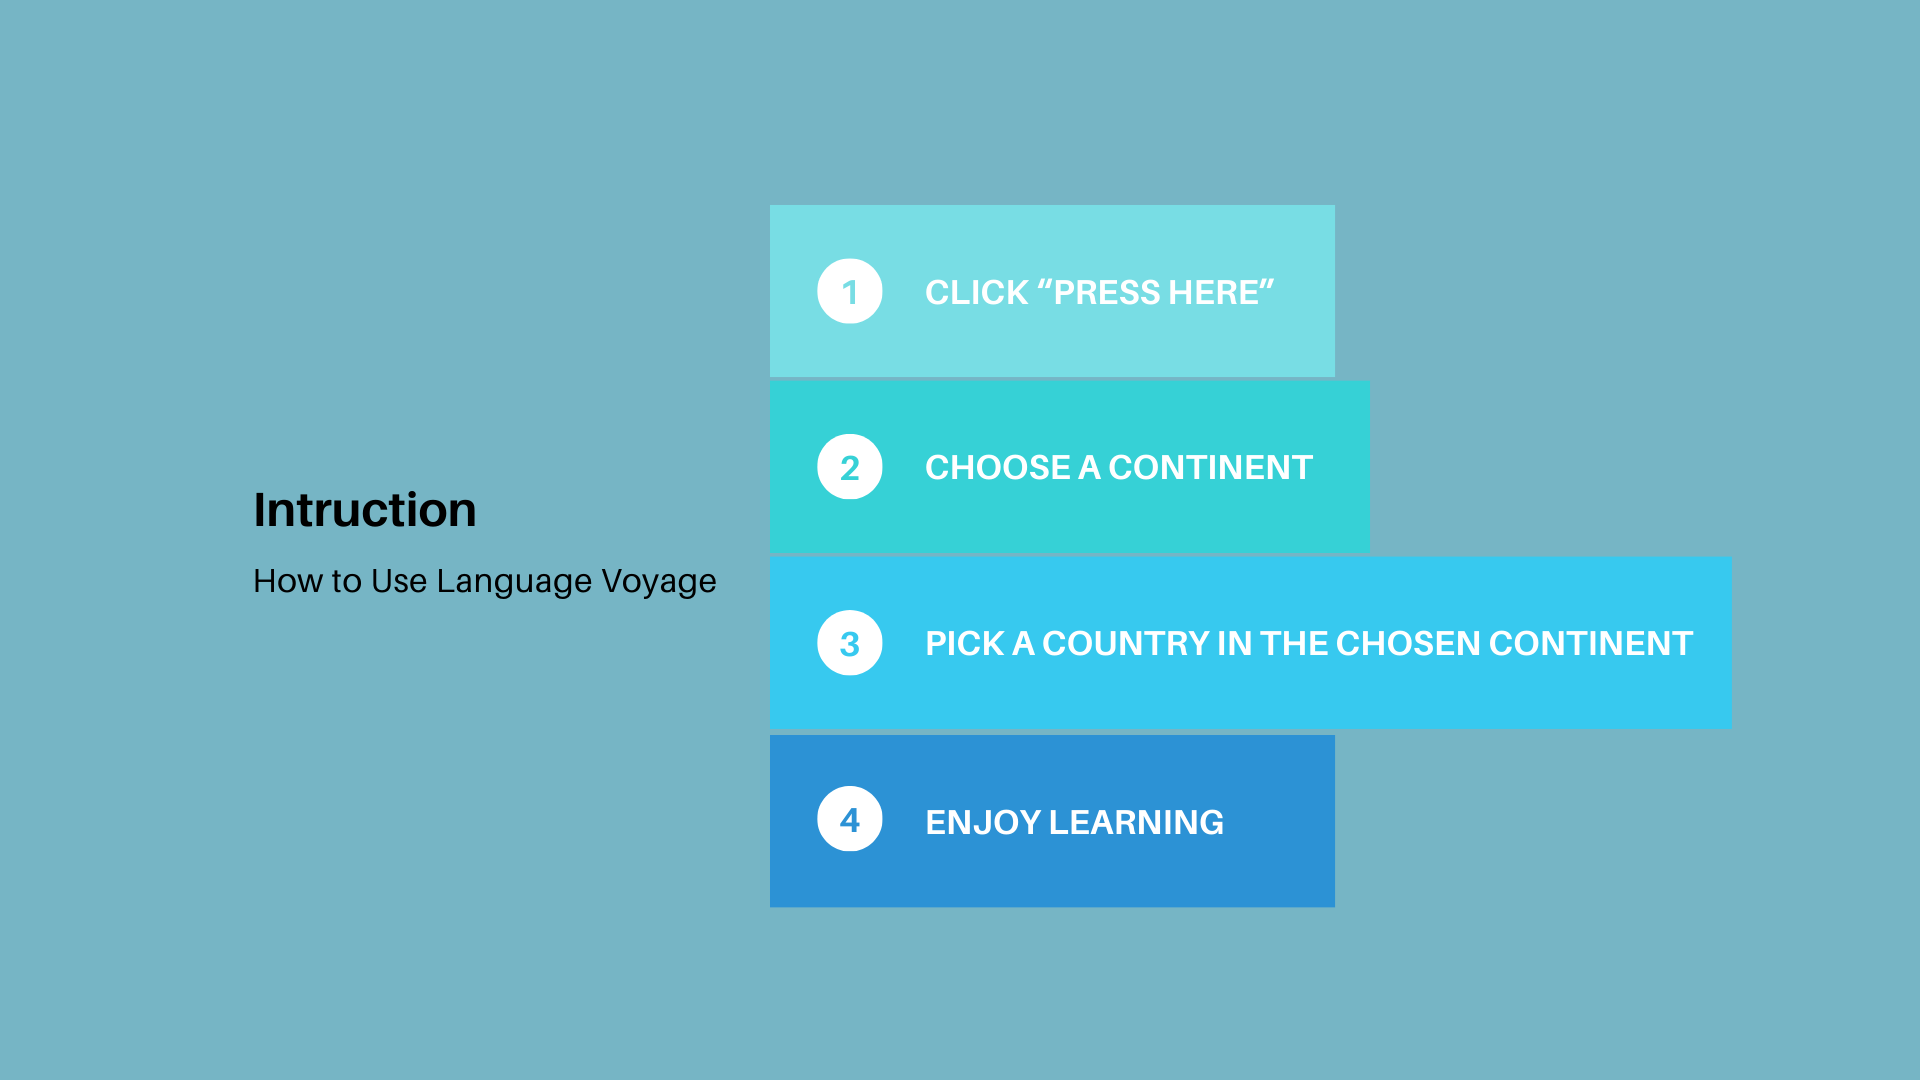 Intruction
How to Use Language Voyage
1 CLICK “PRESS HERE”
2 CHOOSE A CONTINENT
3 PICK A COUNTRY IN THE CHOSEN CONTINENT
4 ENJOY LEARNING